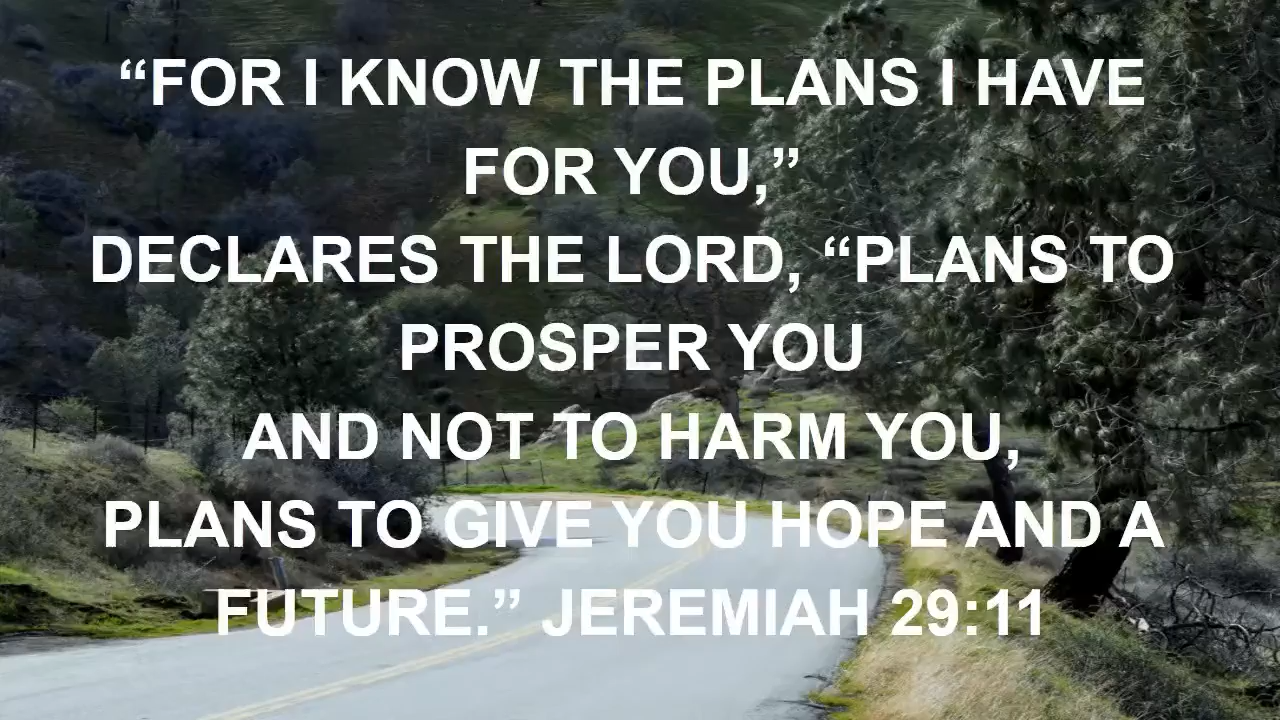 “FOR I KNOW THE PLANS I HAVE
FOR YOU,”
DECLARES THE LORD, “PLANS TO
PROSPER YOU
AND NOT TO HARM YOU,
PLANS TO GIVE YOU HOPE AND A
FUTURE.” JEREMIAH 29:11